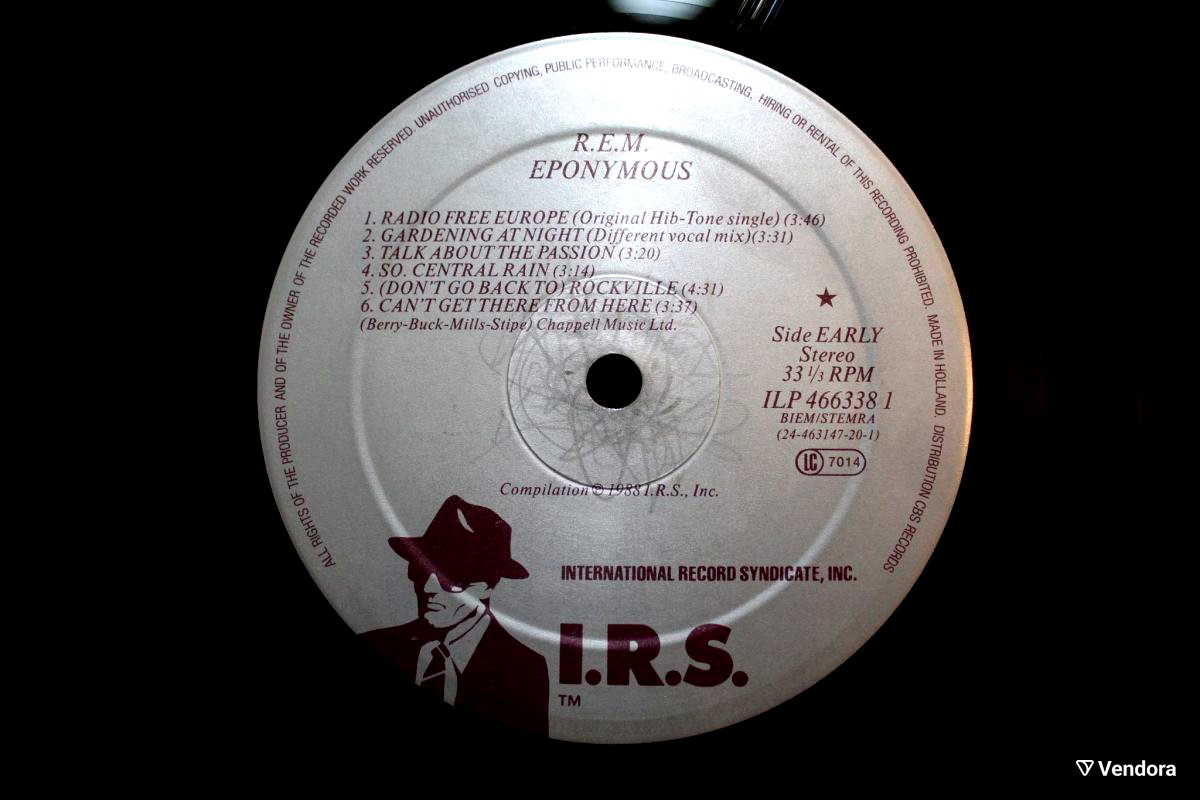 ALL RIGHTS OF THE PRODUCER AND OF THE OWNER OF THE RECORDED WORK RESERVED. UNAUTHORISED COPYING, PUBLIC PERFORMANCE, BROADCASTING, HIRING OR RENTAL OF THIS RECORDING PROHIBITED. MADE IN HOLLAND. DISTRIBUTION CBS RECORDS
R.E.M.
EPONYMOUS
1. RADIO FREE EUROPE (Original Hib-Tone single) (3:46)
2. GARDENING AT NIGHT (Different vocal mix)(3:31)
3. TALK ABOUT THE PASSION (3:20)
4. SO. CENTRAL RAIN (3:14)
5. (DON'T GO BACK TO) ROCKVILLE (4:31)
6. CAN'T GET THERE FROM HERE (3:37)
(Berry-Buck-Mills-Stipe) Chappell Music Ltd.
Side EARLY
Stereo
33 1/3 RPM
ILP 466338 1
BIEM/STEMRA
(24-463147-20-1)
LC 7014
Compilation © 1988 I.R.S., Inc.
INTERNATIONAL RECORD SYNDICATE, INC.
I.R.S.
TM
Vendora